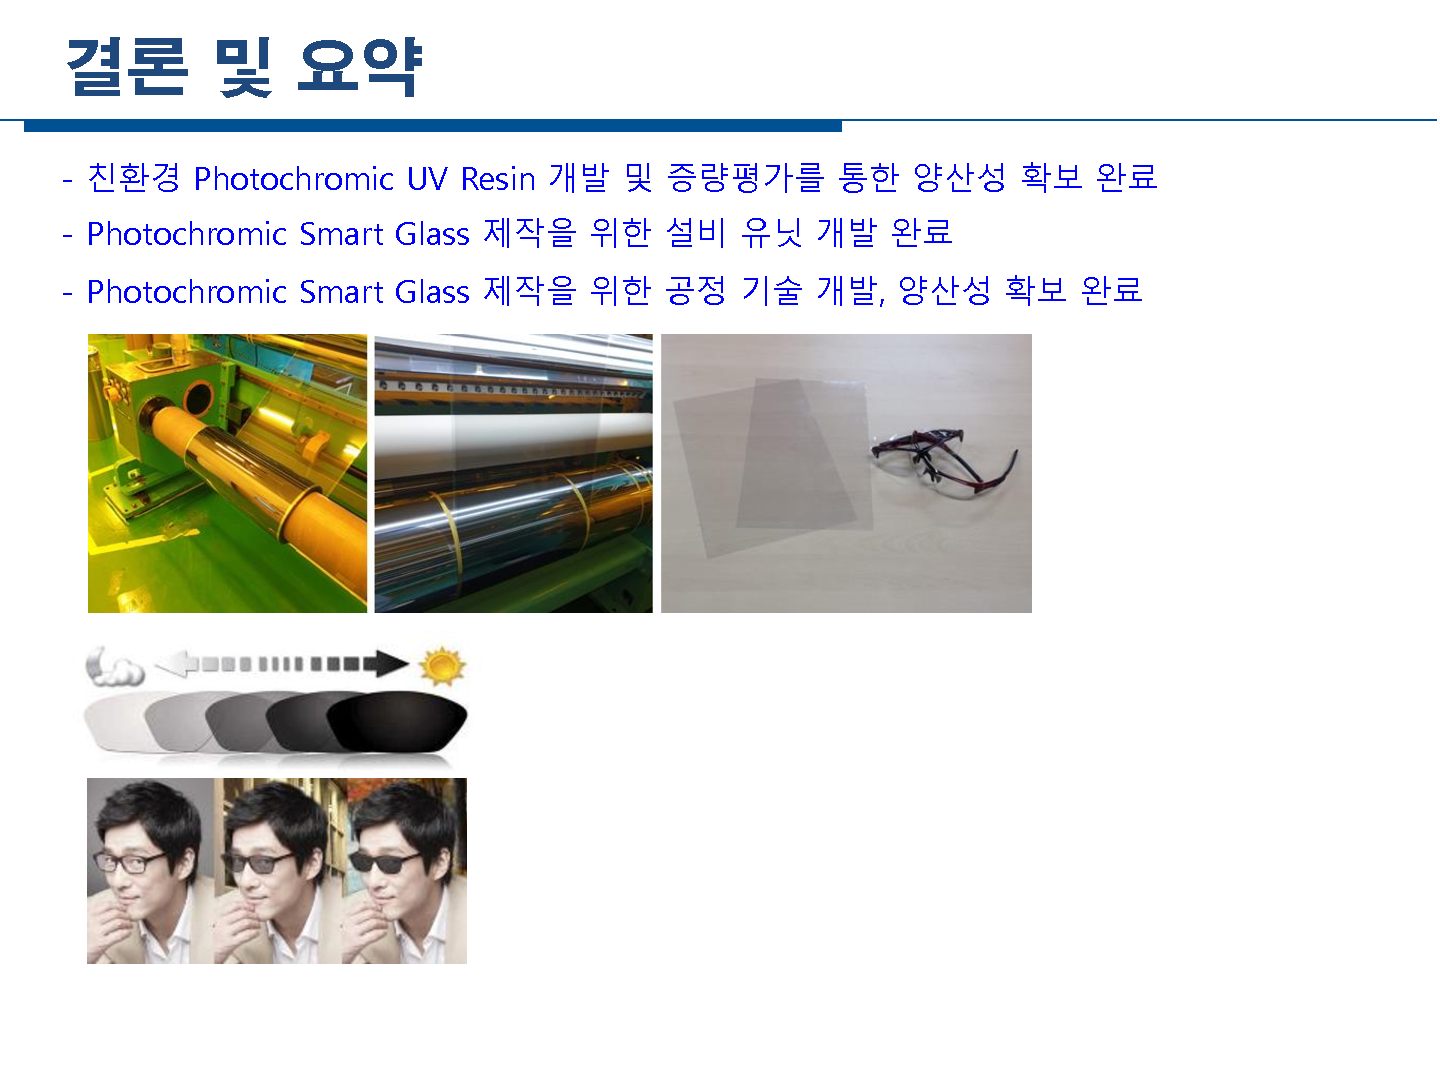 결론 및 요약
- 친환경 Photochromic UV Resin 개발 및 증량평가를 통한 양산성 확보 완료
- Photochromic Smart Glass 제작을 위한 설비 유닛 개발 완료
- Photochromic Smart Glass 제작을 위한 공정 기술 개발, 양산성 확보 완료